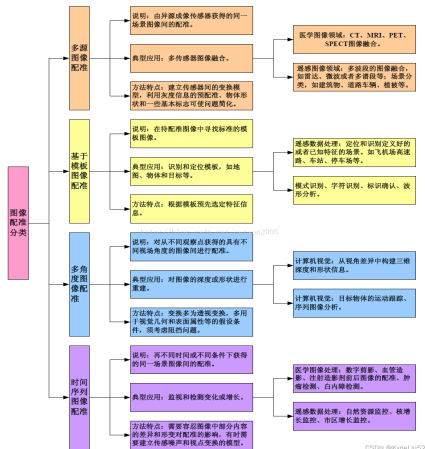 图像
配准
分类
多源
图像
配准
说明：由异源成像传感器获得的同一
场景图像间的配准。
典型应用：多传感器图像融合。
医学图像领域：CT、MRI、PET、
SPECT图像融合。
遥感图像领域：多波段的图像融合，
如雷达、微波或者多谱段等；场景分
类，如建筑物、道路车辆、植被等。
方法特点：建立传感器间的变换模
型，利用灰度信息的预配准、物体形
状和一些基本标志可使问题简化。
基于
模板
图像
配准
说明：在待配准图像中寻找标准的模
板图像。
典型应用：识别和定位模板，如地
图、物体和目标等。
遥感数据处理：定位和识别定义好的
或者已知特征的场景，如飞机场高速
路、车站、停车场等。
模式识别、字符识别、标识确认、波
形分析。
方法特点：根据模板预先选定特征信
息。
多角
度图
像配
准
说明：对从不同观察点获得的具有不
同视场角度的图像间进行配准。
典型应用：对图像的深度或形状进行
重建。
计算机视觉：从视角差异中构建三维
深度和形状信息。
计算机视觉：目标物体的运动跟踪、
序列图像分析。
方法特点：变换多为透视变换，多用
于视觉几何和表面属性等的假设条
件，须考虑阻挡问题。
时间
序列
图像
配准
说明：再不同时间或不同条件下获得
的同一场景图像间的配准。
典型应用：监视和检测变化或增长。
医学图像处理：数字剪影、血管造
影、注射造影剂前后图像的配准、肿
瘤检测、白内障检测。
遥感数据处理：自然资源监控、核增
长监控、市区增长监控。
方法特点：需要容忍图像中部分内容
的差异和形变对配准的影响，有时需
要建立传感噪声和视点变换的模型。